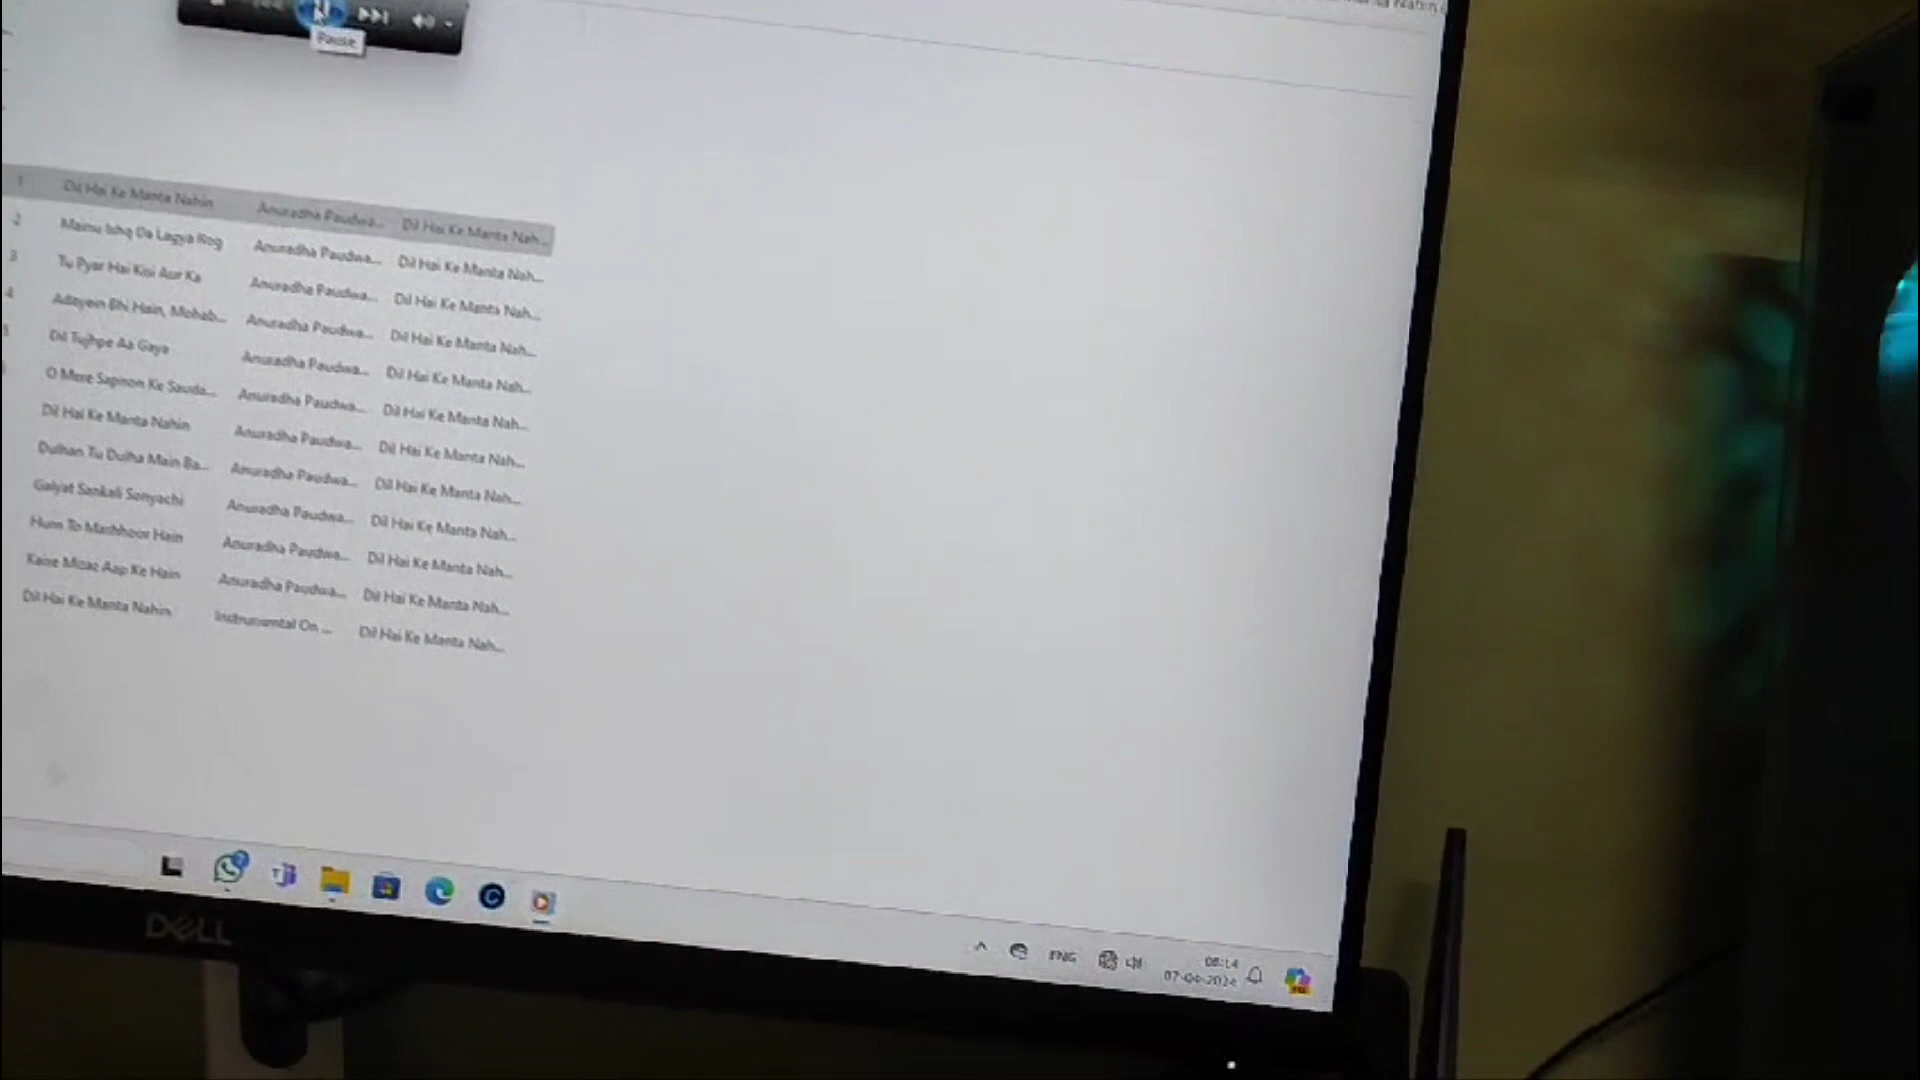 Pause
1 Dil Hai Ke Manta Nahin Anuradha Paudwa... Dil Hai Ke Manta Nah...
2 Mainu Ishq Da Lagya Rog Anuradha Paudwa... Dil Hai Ke Manta Nah...
3 Tu Pyar Hai Kisi Aur Ka Anuradha Paudwa... Dil Hai Ke Manta Nah...
4 Adayein Bhi Hain, Mohab... Anuradha Paudwa... Dil Hai Ke Manta Nah...
5 Dil Tujhpe Aa Gaya Anuradha Paudwa... Dil Hai Ke Manta Nah...
O Mere Sapnon Ke Sauda... Anuradha Paudwa... Dil Hai Ke Manta Nah...
Dil Hai Ke Manta Nahin Anuradha Paudwa... Dil Hai Ke Manta Nah...
Dulhan Tu Dulha Main Ba... Anuradha Paudwa... Dil Hai Ke Manta Nah...
Galyat Sankali Sonyachi Anuradha Paudwa... Dil Hai Ke Manta Nah...
Hum To Mashhoor Hain Anuradha Paudwa... Dil Hai Ke Manta Nah...
Kaise Mizaz Aap Ke Hain Anuradha Paudwa... Dil Hai Ke Manta Nah...
Dil Hai Ke Manta Nahin Instrumental On ... Dil Hai Ke Manta Nah...
ENG
DELL